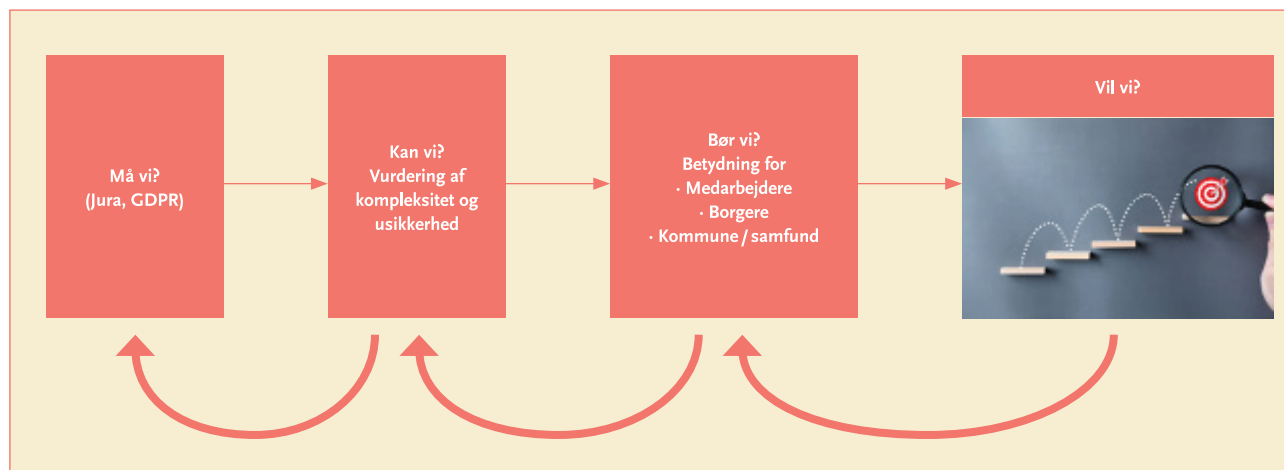 Må vi?
(Jura, GDPR)
Kan vi?
Vurdering af
kompleksitet og
usikkerhed
Bør vi?
Betydning for
· Medarbejdere
· Borgere
· Kommune / samfund
Vil vi?